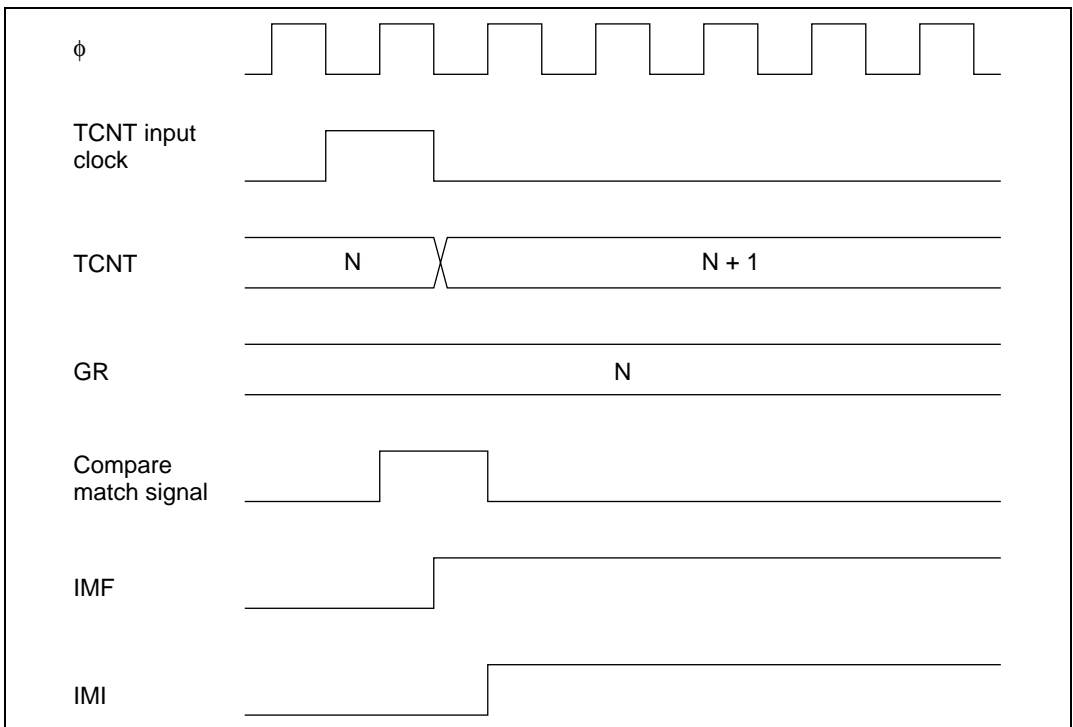 ϕ
TCNT input
clock
TCNT
N
N + 1
GR
N
Compare
match signal
IMF
IMI